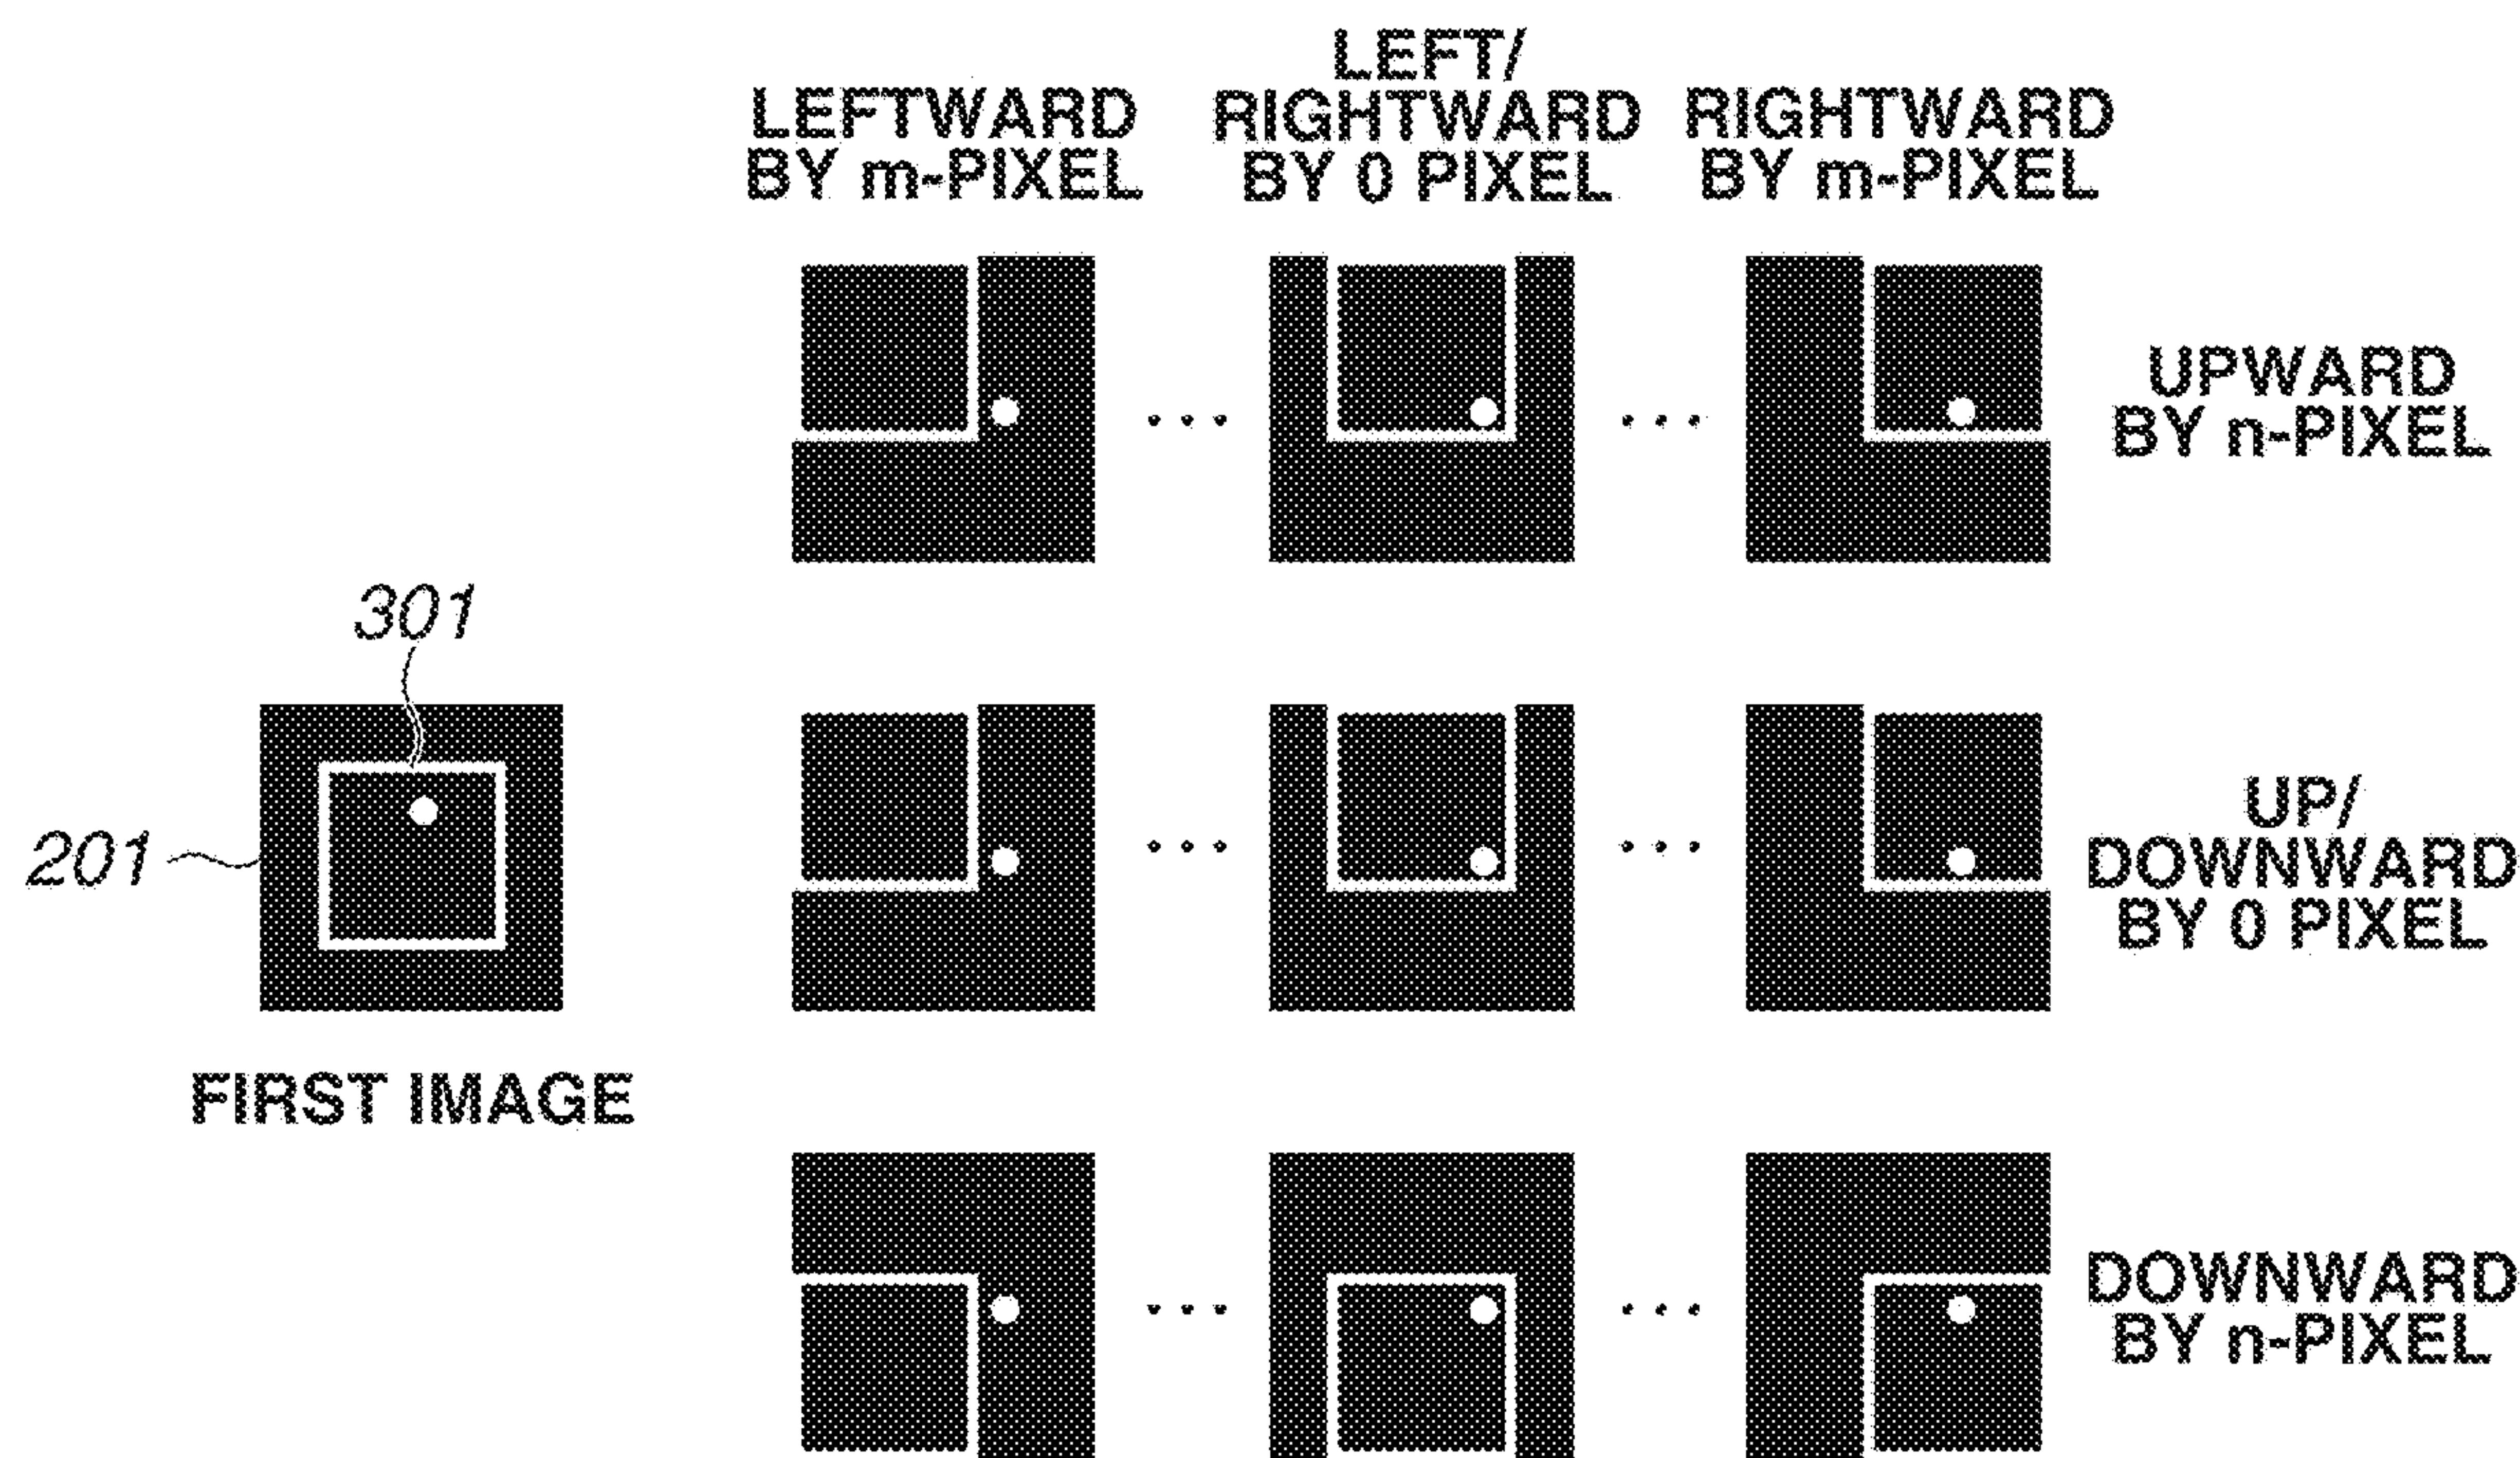 LEFTWARD
BY m-PIXEL
LEFT/
RIGHTWARD
BY 0 PIXEL
RIGHTWARD
BY m-PIXEL
UPWARD
BY n-PIXEL
301
201
FIRST IMAGE
UP/
DOWNWARD
BY 0 PIXEL
DOWNWARD
BY n-PIXEL